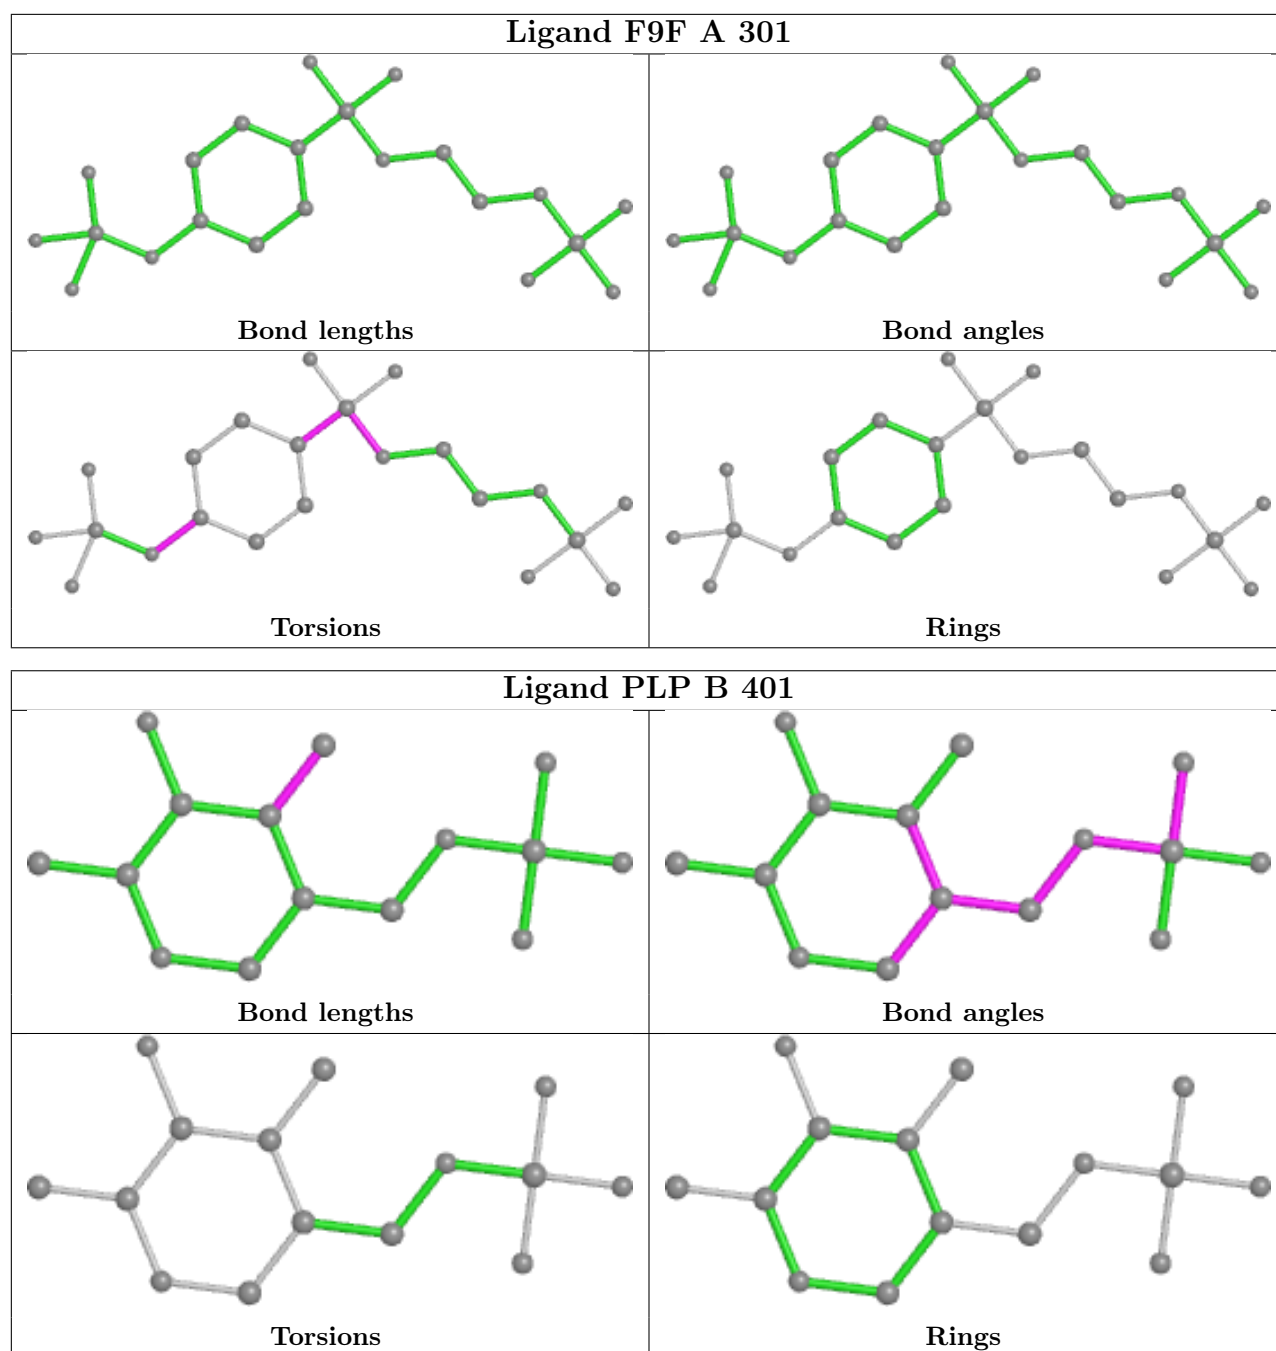 Ligand F9F A 301
Bond lengths
Bond angles
Torsions
Rings
Ligand PLP B 401
Bond lengths
Bond angles
Torsions
Rings